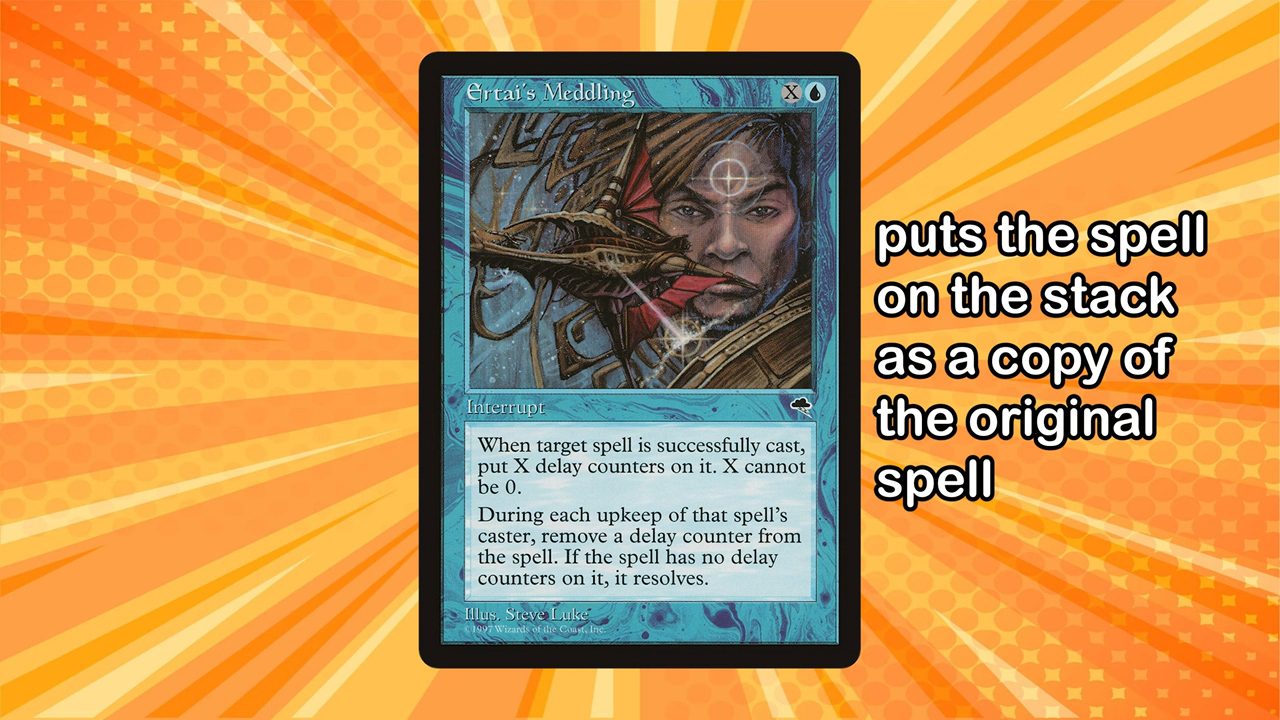 Ertai's Meddling
X
Interrupt
When target spell is successfully cast,
put X delay counters on it. X cannot
be 0.
During each upkeep of that spell's
caster, remove a delay counter from
the spell. If the spell has no delay
counters on it, it resolves.
Illus. Steve Luke
©1997 Wizards of the Coast, Inc.
puts the spell
on the stack
as a copy of
the original
spell